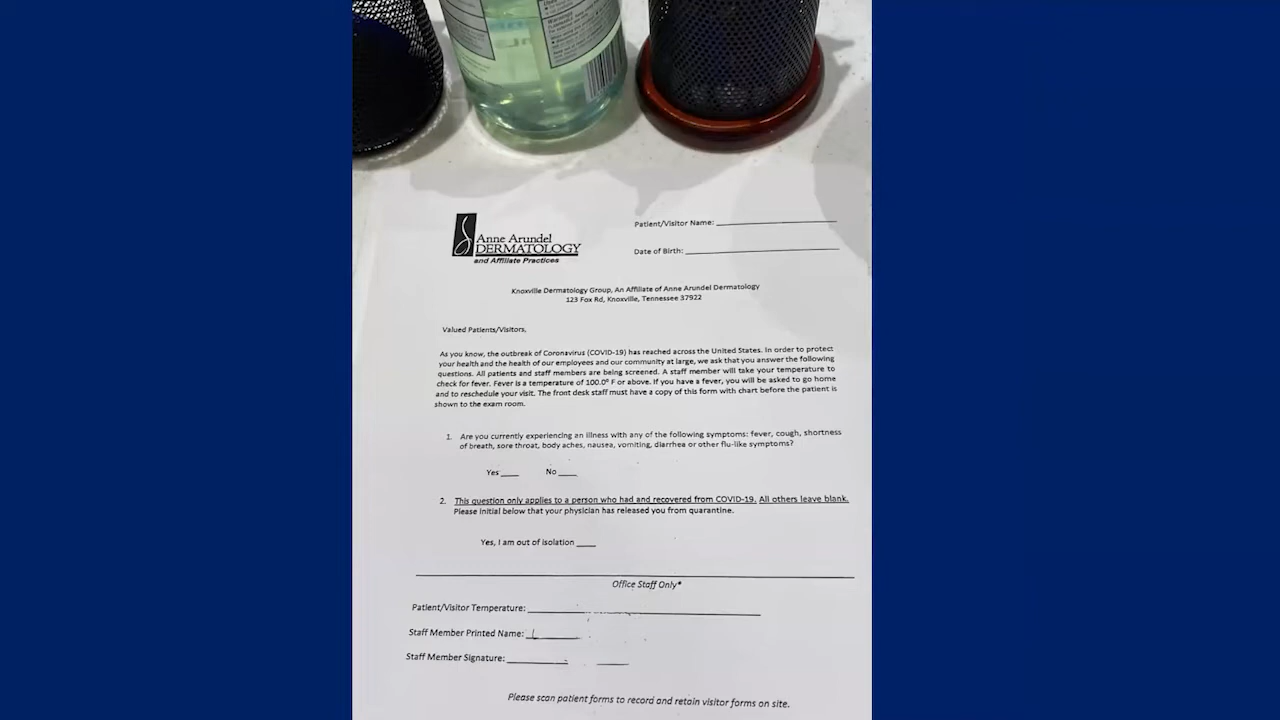 Anne Arundel
DERMATOLOGY
and Affiliate Practices
Patient/Visitor Name:
Date of Birth:
Knoxville Dermatology Group, An Affiliate of Anne Arundel Dermatology
123 Fox Rd, Knoxville, Tennessee 37922
Valued Patients/Visitors,
As you know, the outbreak of Coronavirus (COVID-19) has reached across the United States. In order to protect
your health and the health of our employees and our community at large, we ask that you answer the following
questions. All patients and staff members are being screened. A staff member will take your temperature to
check for fever. Fever is a temperature of 100.0° F or above. If you have a fever, you will be asked to go home
and to reschedule your visit. The front desk staff must have a copy of this form with chart before the patient is
shown to the exam room.
1. Are you currently experiencing an illness with any of the following symptoms: fever, cough, shortness
of breath, sore throat, body aches, nausea, vomiting, diarrhea or other flu-like symptoms?
Yes ___ No ___
2. This question only applies to a person who had and recovered from COVID-19. All others leave blank.
Please initial below that your physician has released you from quarantine.
Yes, I am out of isolation ___
Office Staff Only*
Patient/Visitor Temperature:
Staff Member Printed Name:
Staff Member Signature:
Please scan patient forms to record and retain visitor forms on site.